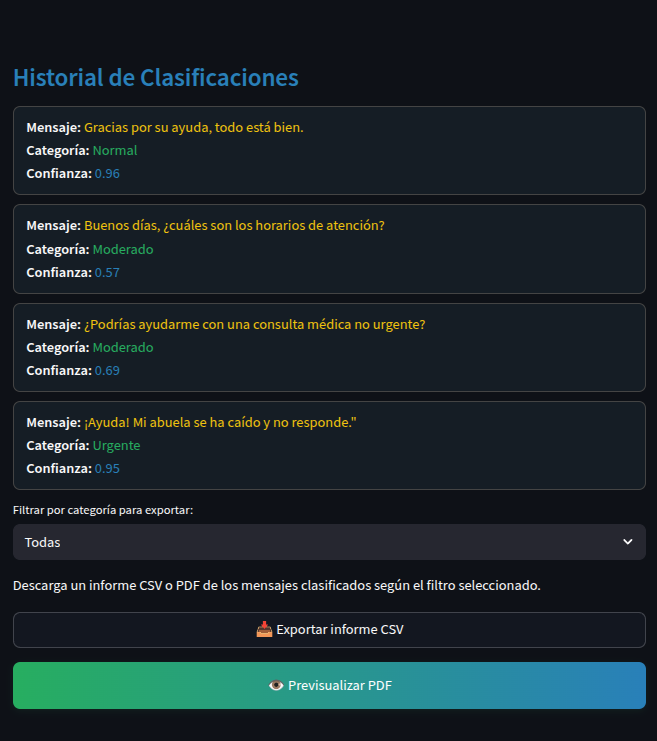 Historial de Clasificaciones
Mensaje: Gracias por su ayuda, todo está bien.
Categoría: Normal
Confianza: 0.96
Mensaje: Buenos días, ¿cuáles son los horarios de atención?
Categoría: Moderado
Confianza: 0.57
Mensaje: ¿Podrías ayudarme con una consulta médica no urgente?
Categoría: Moderado
Confianza: 0.69
Mensaje: ¡Ayuda! Mi abuela se ha caído y no responde."
Categoría: Urgente
Confianza: 0.95
Filtrar por categoría para exportar:
Todas
Descarga un informe CSV o PDF de los mensajes clasificados según el filtro seleccionado.
📥 Exportar informe CSV
👁️ Previsualizar PDF